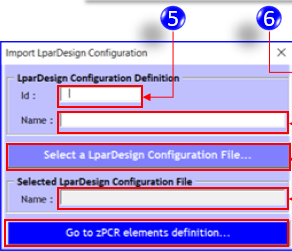 5 6
Import LparDesign Configuration
LparDesign Configuration Definition
Id :
Name :
Select a LparDesign Configuration File...
Selected LparDesign Configuration File
Name :
Go to zPCR elements definition...